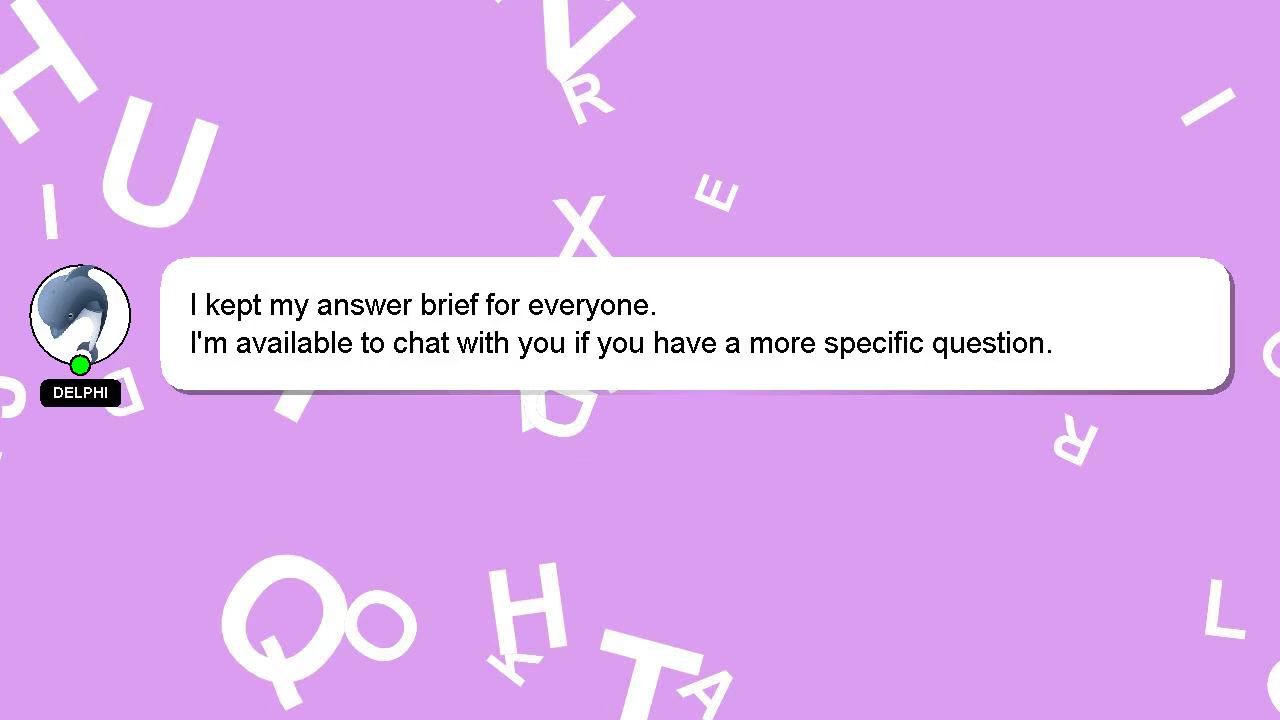 H
U
I
V
R
E
I
X
I kept my answer brief for everyone.
I'm available to chat with you if you have a more specific question.
DELPHI
D
R
Q
O
H
K
T
A
L